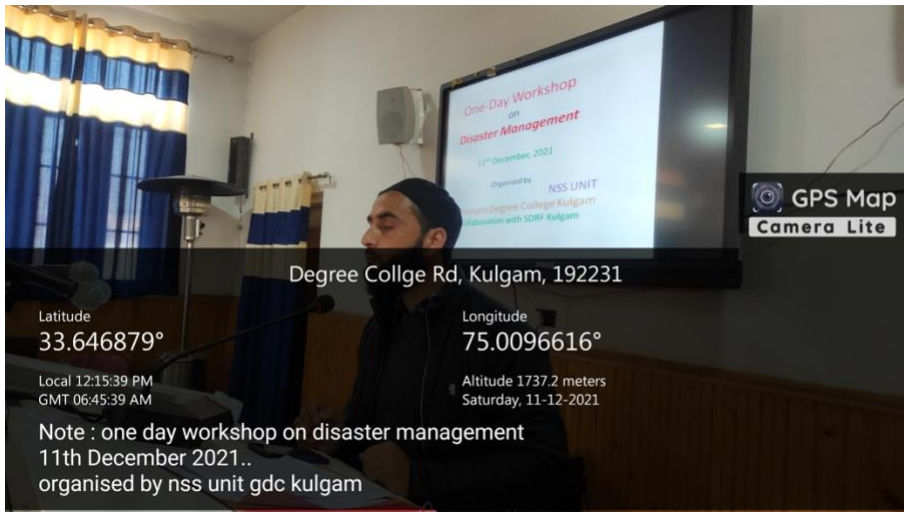 One-Day Workshop
on
Disaster Management
11th December, 2021
Organised by
NSS UNIT
Degree College Kulgam
with SDRF Kulgam
GPS Map
Camera Lite
Degree Collge Rd, Kulgam, 192231
Latitude
33.646879°
Longitude
75.0096616°
Local 12:15:39 PM
GMT 06:45:39 AM
Altitude 1737.2 meters
Saturday, 11-12-2021
Note : one day workshop on disaster management
11th December 2021..
organised by nss unit gdc kulgam